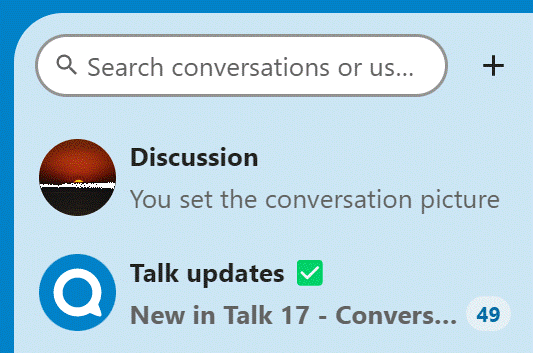 Search conversations or us...
Discussion
You set the conversation picture
Talk updates ✅
New in Talk 17 - Convers... 49